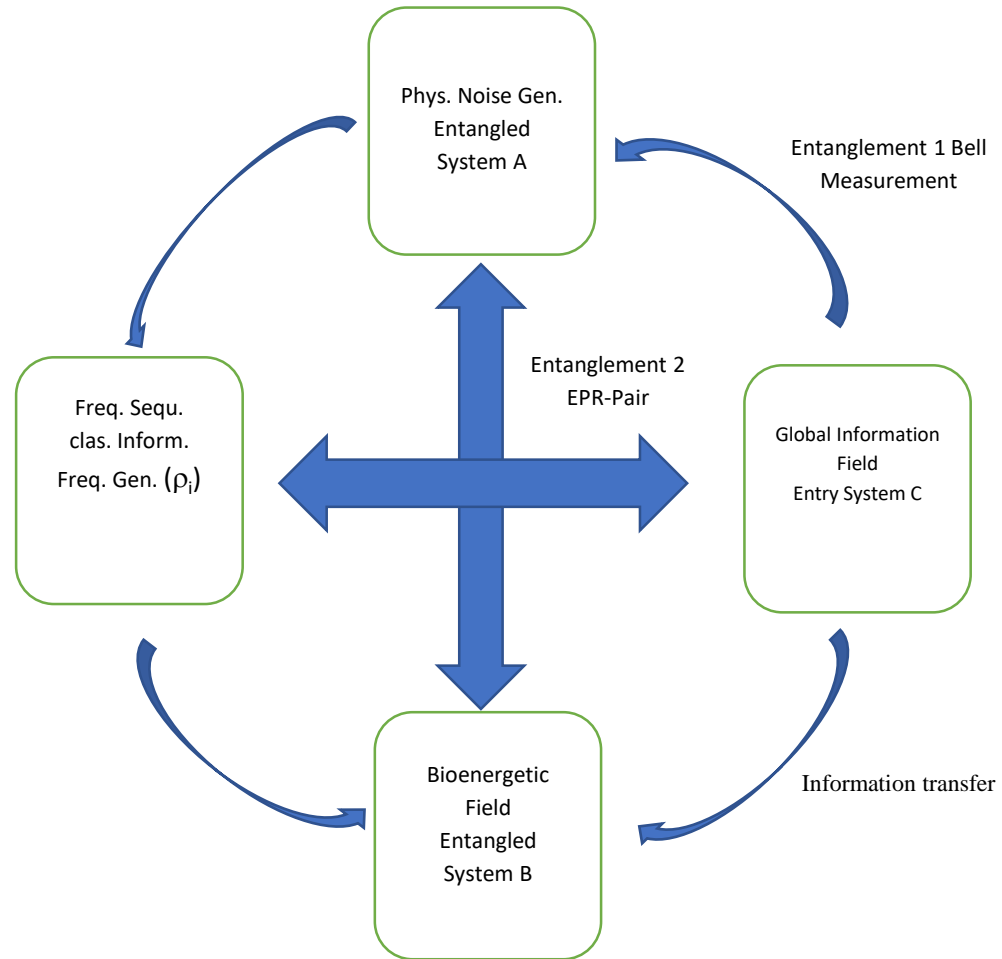 Phys. Noise Gen.
Entangled
System A
Entanglement 1 Bell
Measurement
Entanglement 2
EPR-Pair
Freq. Sequ.
clas. Inform.
Freq. Gen. (ρi)
Global Information
Field
Entry System C
Bioenergetic
Field
Entangled
System B
Information transfer